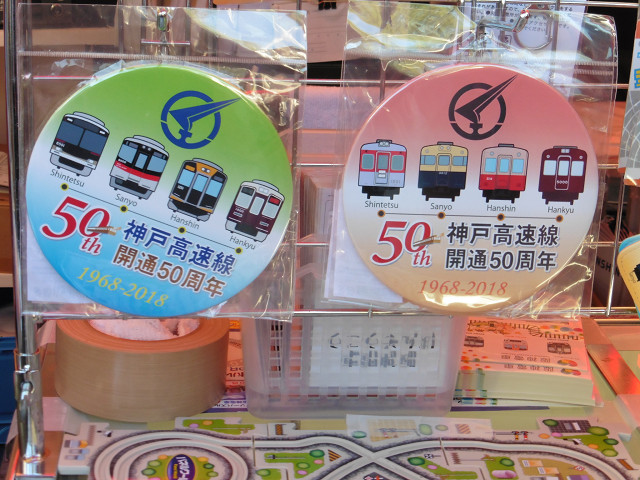 Shintetsu
Sanyo
Hanshin
Hankyu
50th
神戸高速線
開通50周年
1968-2018
Shintetsu
Sanyo
Hanshin
Hankyu
50th
神戸高速線
開通50周年
1968-2018